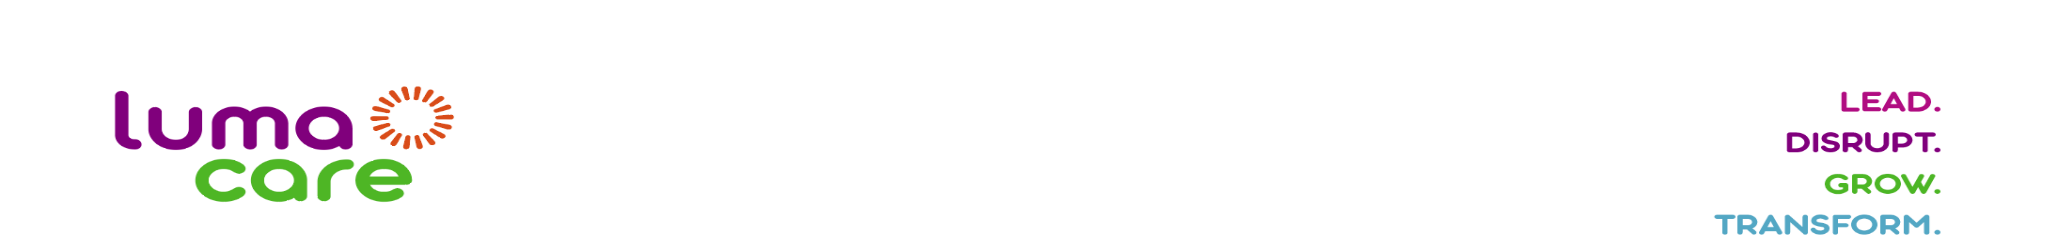 luma
care
LEAD.
DISRUPT.
GROW.
TRANSFORM.